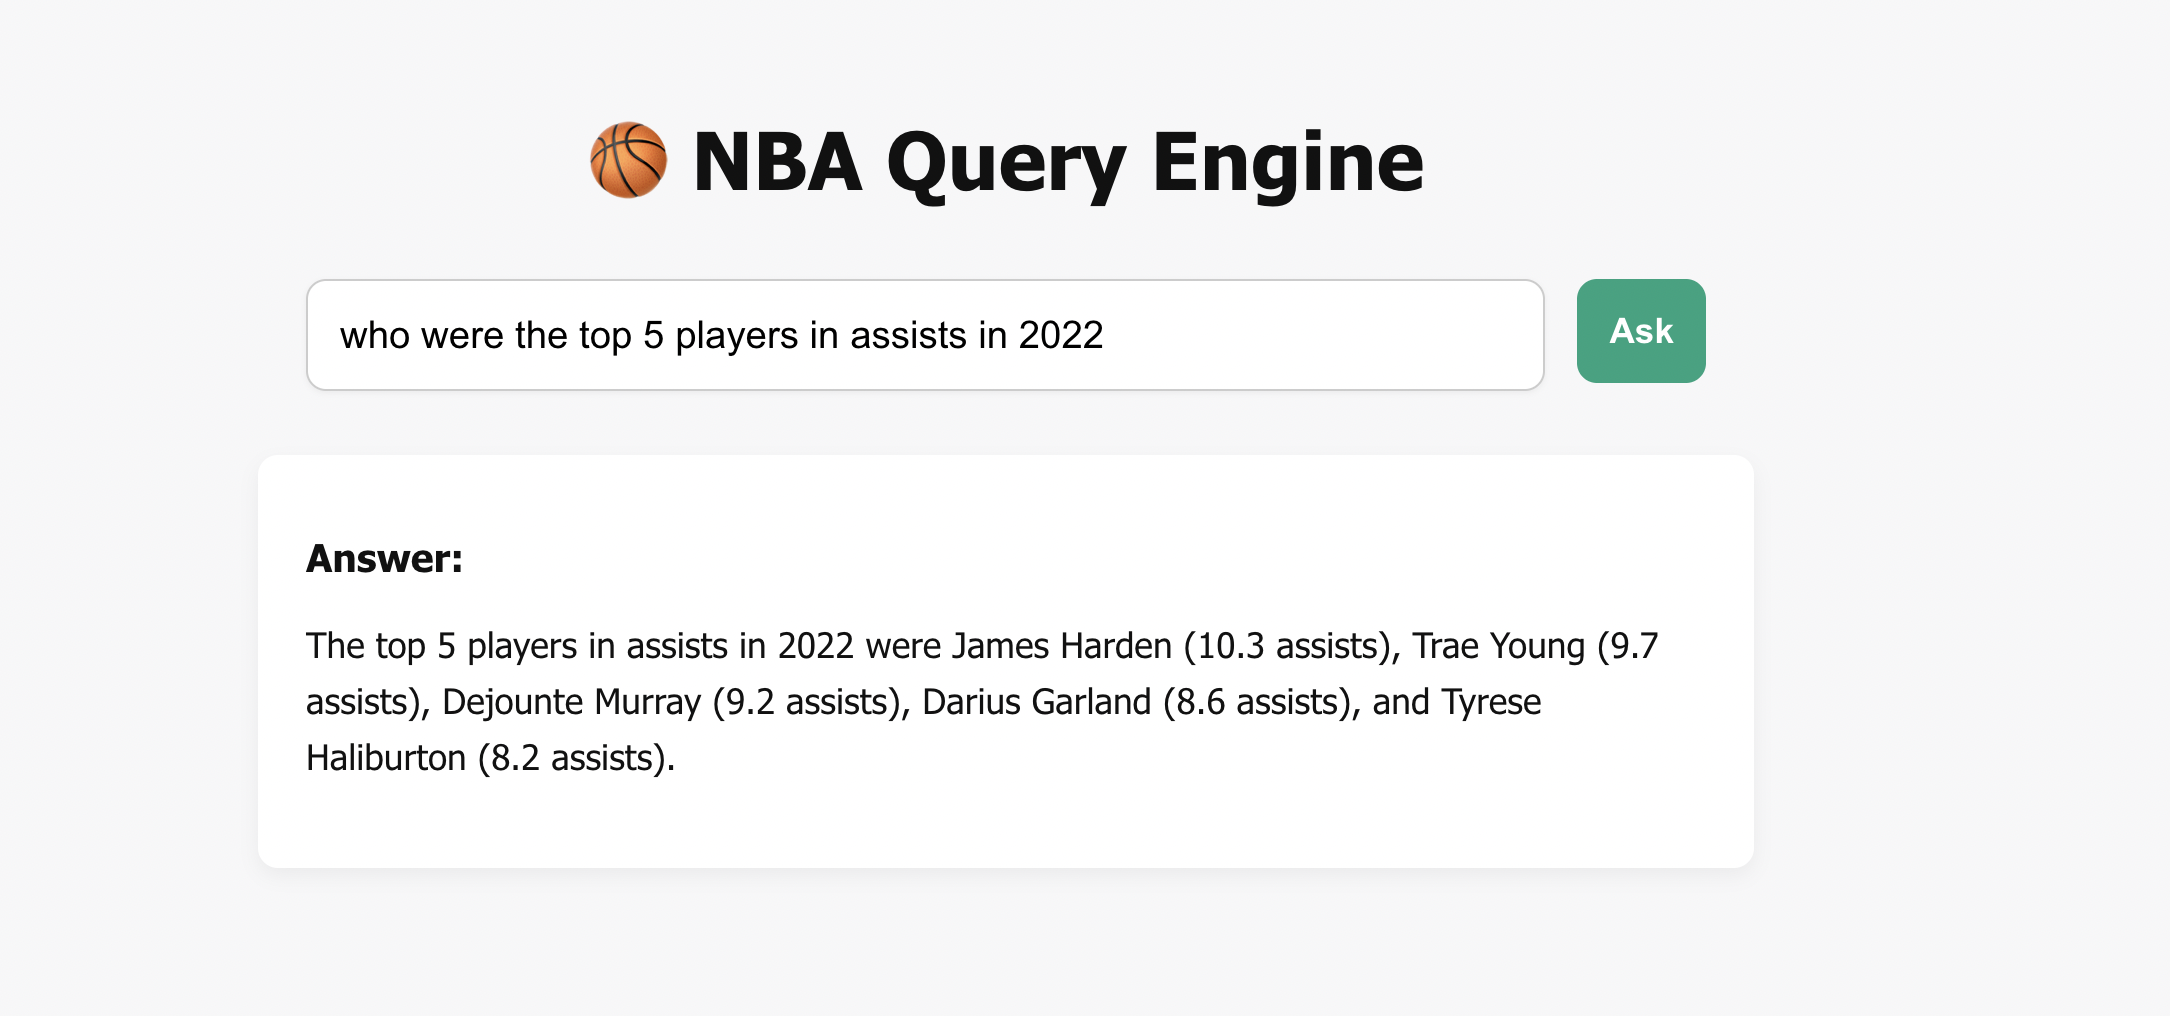 🏀 NBA Query Engine
who were the top 5 players in assists in 2022
Ask
Answer:
The top 5 players in assists in 2022 were James Harden (10.3 assists), Trae Young (9.7
assists), Dejounte Murray (9.2 assists), Darius Garland (8.6 assists), and Tyrese
Haliburton (8.2 assists).